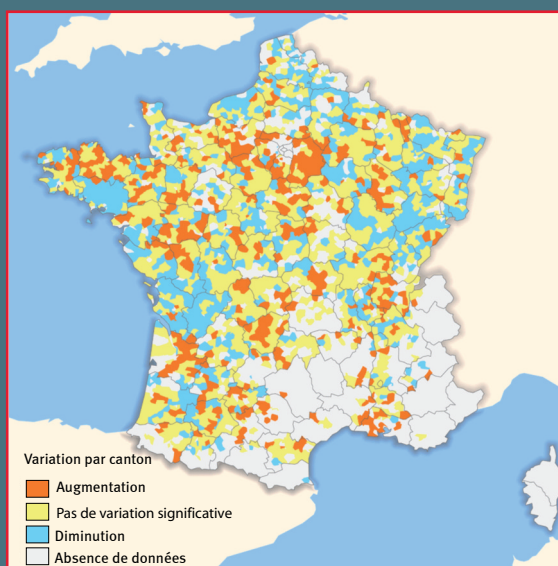 Variation par canton
Augmentation
Pas de variation significative
Diminution
Absence de données